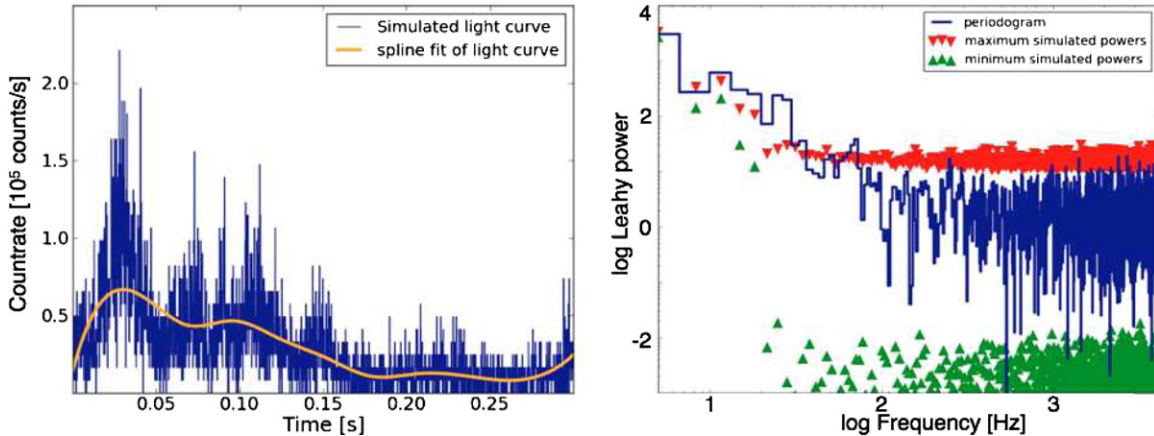 Simulated light curve
spline fit of light curve
2.0
1.5
1.0
0.5
Countrate [10⁵ counts/s]
0.05
0.10
0.15
0.20
0.25
Time [s]
periodogram
maximum simulated powers
minimum simulated powers
4
2
0
-2
log Leahy power
1
2
3
log Frequency [Hz]